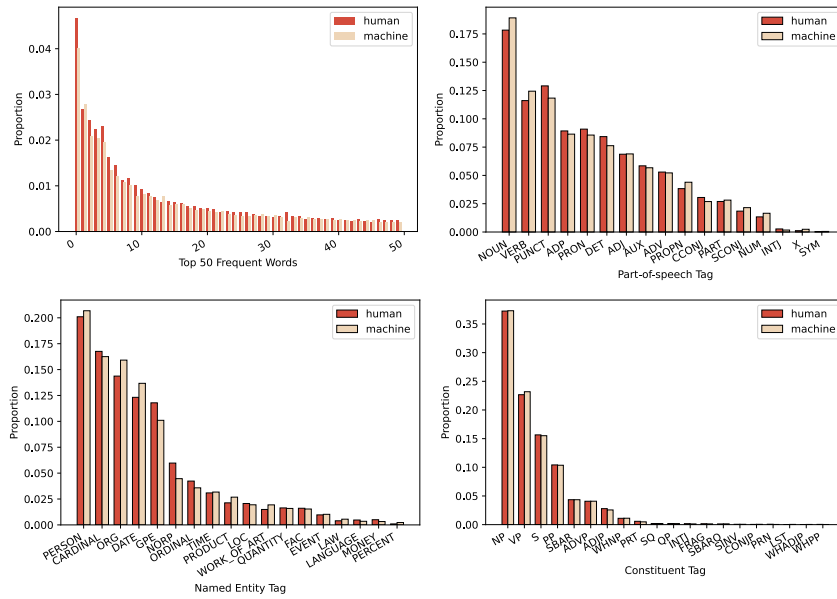 human
machine
0.04
0.03
0.02
0.01
0.00
Proportion
0 10 20 30 40 50
Top 50 Frequent Words
human
machine
0.175
0.150
0.125
0.100
0.075
0.050
0.025
0.000
Proportion
NOUN VERB PUNCT ADP PRON DET ADJ AUX ADV PROPN CCONJ PART SCONJ NUM INTJ X SYM
Part-of-speech Tag
human
machine
0.200
0.175
0.150
0.125
0.100
0.075
0.050
0.025
0.000
Proportion
PERSON CARDINAL ORG DATE GPE NORP ORDINAL TIME PRODUCT LOC WORK_OF_ART QUANTITY FAC EVENT LAW LANGUAGE MONEY PERCENT
Named Entity Tag
human
machine
0.35
0.30
0.25
0.20
0.15
0.10
0.05
0.00
Proportion
NP VP S PP SBAR ADVP ADJP WHNP PRT SQ QP INTJ FRAG SBARQ SINV CONJP PRN LST WHADJP WHPP
Constituent Tag